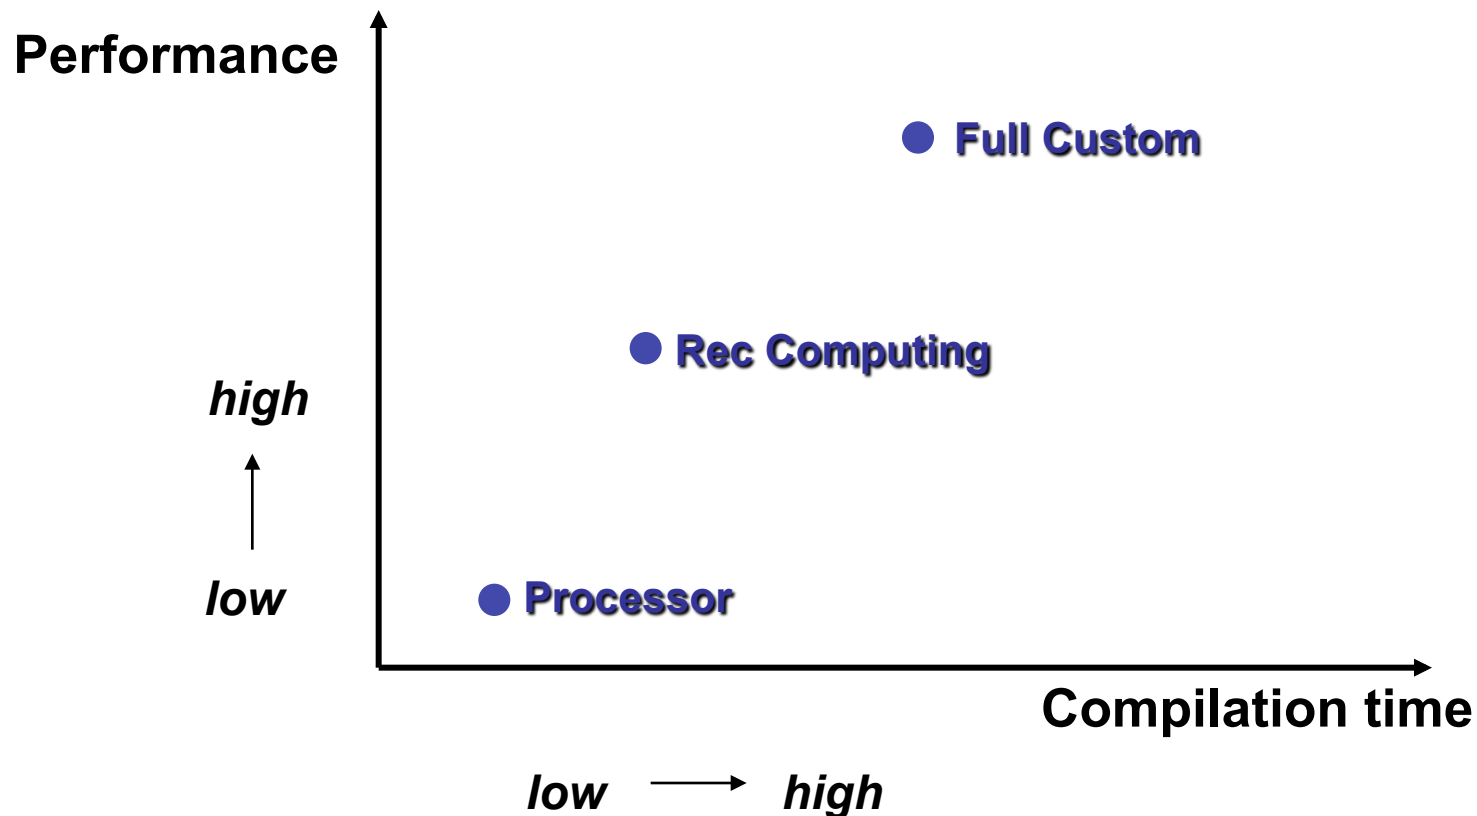 Performance
Full Custom
Rec Computing
high
low
Processor
Compilation time
low
high